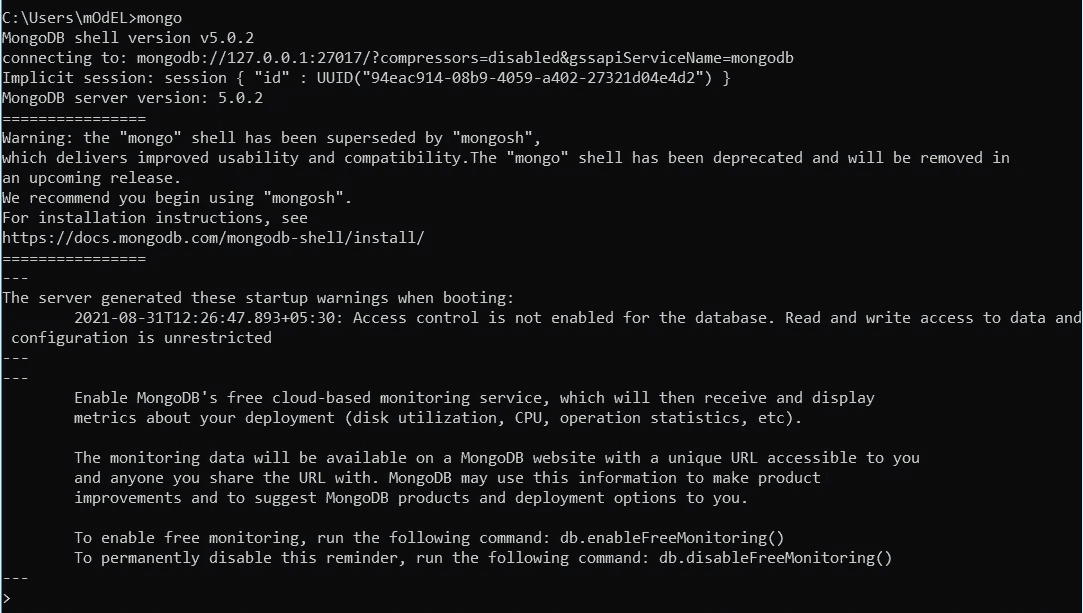 C:\Users\mOdEL>mongo
MongoDB shell version v5.0.2
connecting to: mongodb://127.0.0.1:27017/?compressors=disabled&gssapiServiceName=mongodb
Implicit session: session { "id" : UUID("94eac914-08b9-4059-a402-27321d04e4d2") }
MongoDB server version: 5.0.2
================
Warning: the "mongo" shell has been superseded by "mongosh",
which delivers improved usability and compatibility.The "mongo" shell has been deprecated and will be removed in
an upcoming release.
We recommend you begin using "mongosh".
For installation instructions, see
https://docs.mongodb.com/mongodb-shell/install/
================
---
The server generated these startup warnings when booting:
        2021-08-31T12:26:47.893+05:30: Access control is not enabled for the database. Read and write access to data and
 configuration is unrestricted
---
---
        Enable MongoDB's free cloud-based monitoring service, which will then receive and display
        metrics about your deployment (disk utilization, CPU, operation statistics, etc).

        The monitoring data will be available on a MongoDB website with a unique URL accessible to you
        and anyone you share the URL with. MongoDB may use this information to make product
        improvements and to suggest MongoDB products and deployment options to you.

        To enable free monitoring, run the following command: db.enableFreeMonitoring()
        To permanently disable this reminder, run the following command: db.disableFreeMonitoring()
---
>